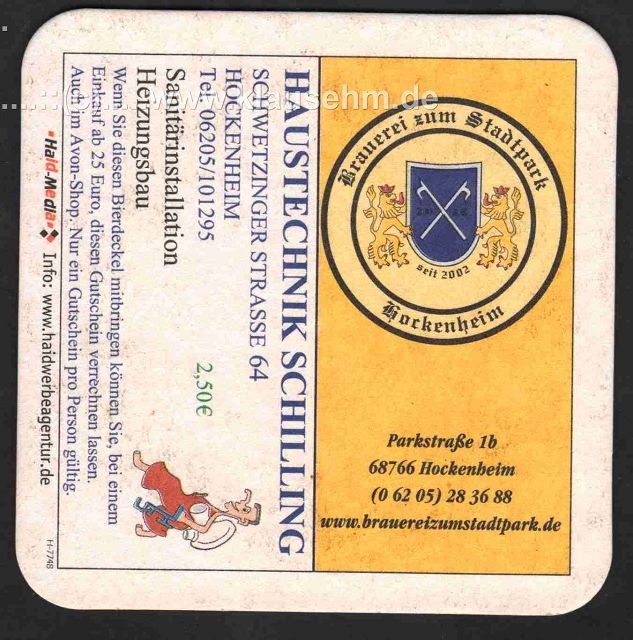 Brauerei zum Stadtpark
seit 2002
Hockenheim
Parkstraße 1b
68766 Hockenheim
(0 62 05) 28 36 88
www.brauereizumstadtpark.de
HAUSTECHNIK SCHILLING
SCHWETZINGER STRASSE 64
HOCKENHEIM
Tel. 06205/101295
Sanitärinstallation
Heizungsbau
2,50€
Wenn Sie diesen Bierdeckel mitbringen können Sie, bei einem
Einkauf ab 25 Euro, diesen Gutschein verrechnen lassen.
Auch im Avon-Shop. Nur ein Gutschein pro Person gültig.
Haid-Media Info: www.haidwerbeagentur.de
H-7748
www.klausehm.de